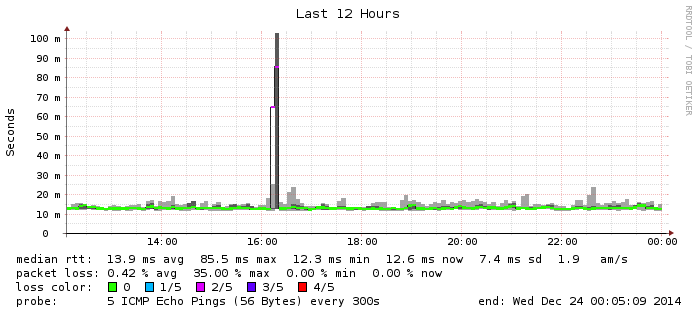 Last 12 Hours
RRDTOOL / TOBI OETIKER
Seconds
100 m
90 m
80 m
70 m
60 m
50 m
40 m
30 m
20 m
10 m
0
14:00 16:00 18:00 20:00 22:00 00:00
median rtt: 13.9 ms avg 85.5 ms max 12.3 ms min 12.6 ms now 7.4 ms sd 1.9 am/s
packet loss: 0.42 % avg 35.00 % max 0.00 % min 0.00 % now
loss color: 0 1/5 2/5 3/5 4/5
probe: 5 ICMP Echo Pings (56 Bytes) every 300s end: Wed Dec 24 00:05:09 2014